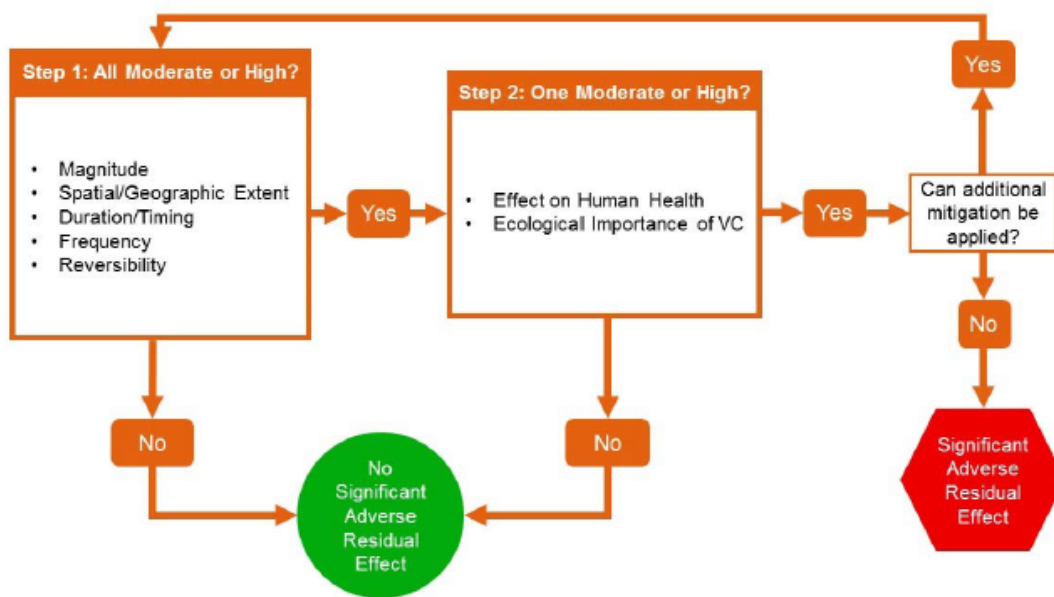 Yes
Step 1: All Moderate or High?
• Magnitude
• Spatial/Geographic Extent
• Duration/Timing
• Frequency
• Reversibility
Yes
Step 2: One Moderate or High?
• Effect on Human Health
• Ecological Importance of VC
Yes
Can additional
mitigation be
applied?
No
No
No
No
Significant
Adverse
Residual
Effect
Significant
Adverse
Residual
Effect